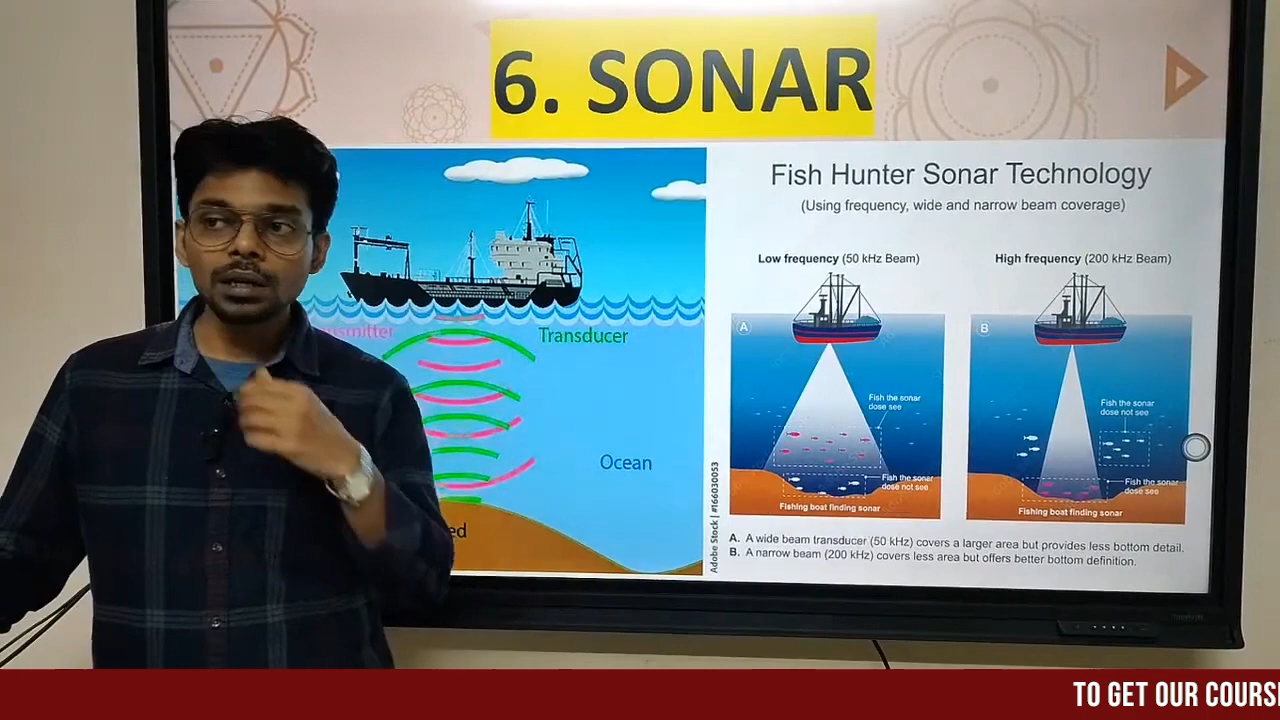 6. SONAR
Transducer
Ocean
Adobe Stock | #166030053
Fish Hunter Sonar Technology
(Using frequency, wide and narrow beam coverage)
Low frequency (50 kHz Beam)
A
Fish the sonar
dose see
Fish the sonar
dose not see
Fishing boat finding sonar
High frequency (200 kHz Beam)
B
Fish the sonar
dose not see
Fish the sonar
dose see
Fishing boat finding sonar
A. A wide beam transducer (50 kHz) covers a larger area but provides less bottom detail.
B. A narrow beam (200 kHz) covers less area but offers better bottom definition.
TO GET OUR COURS